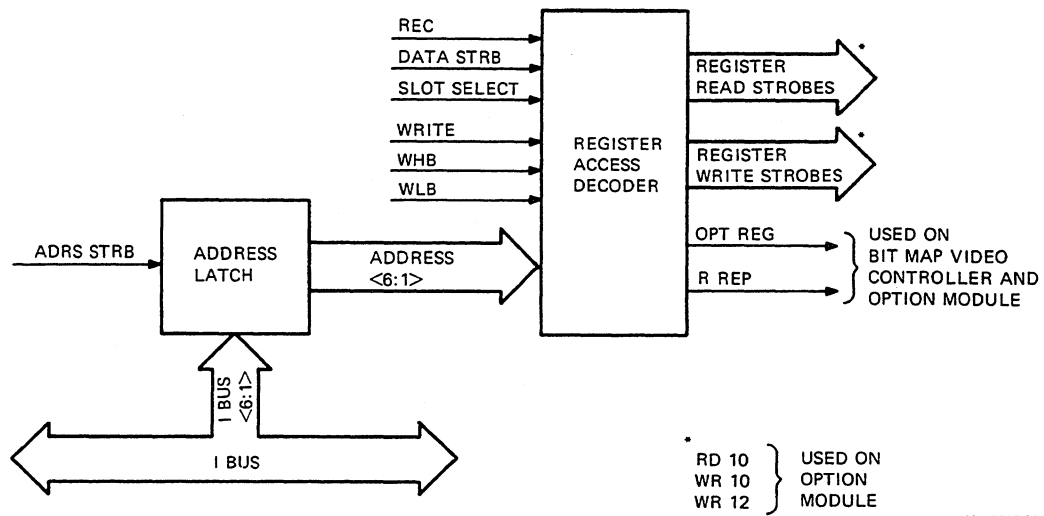 REC
DATA STRB
SLOT SELECT
WRITE
WHB
WLB
REGISTER
ACCESS
DECODER
*
REGISTER
READ STROBES
*
REGISTER
WRITE STROBES
OPT REG
R REP
USED ON
BIT MAP VIDEO
CONTROLLER AND
OPTION MODULE
ADRS STRB
ADDRESS
LATCH
ADDRESS
<6:1>
I BUS
<6:1>
I BUS
*
RD 10
WR 10
WR 12
USED ON
OPTION
MODULE